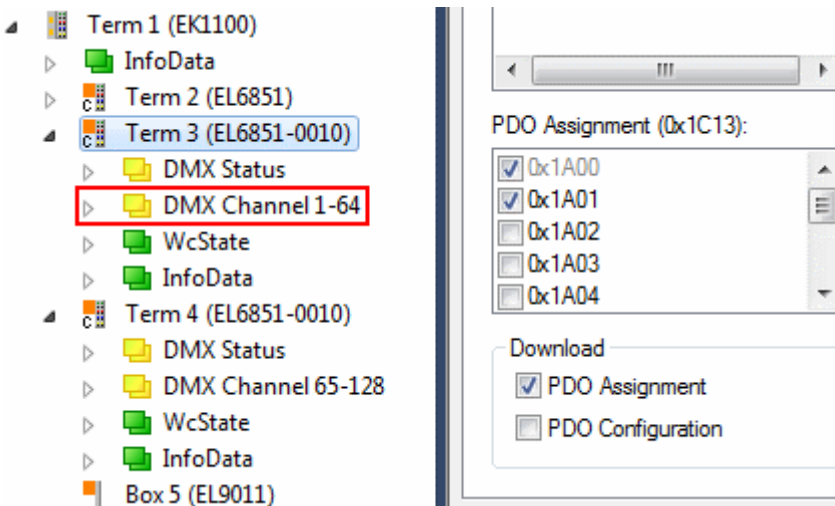 Term 1 (EK1100)
InfoData
Term 2 (EL6851)
Term 3 (EL6851-0010)
DMX Status
DMX Channel 1-64
WcState
InfoData
Term 4 (EL6851-0010)
DMX Status
DMX Channel 65-128
WcState
InfoData
Box 5 (EL9011)
PDO Assignment (0x1C13):
0x1A00
0x1A01
0x1A02
0x1A03
0x1A04
Download
PDO Assignment
PDO Configuration